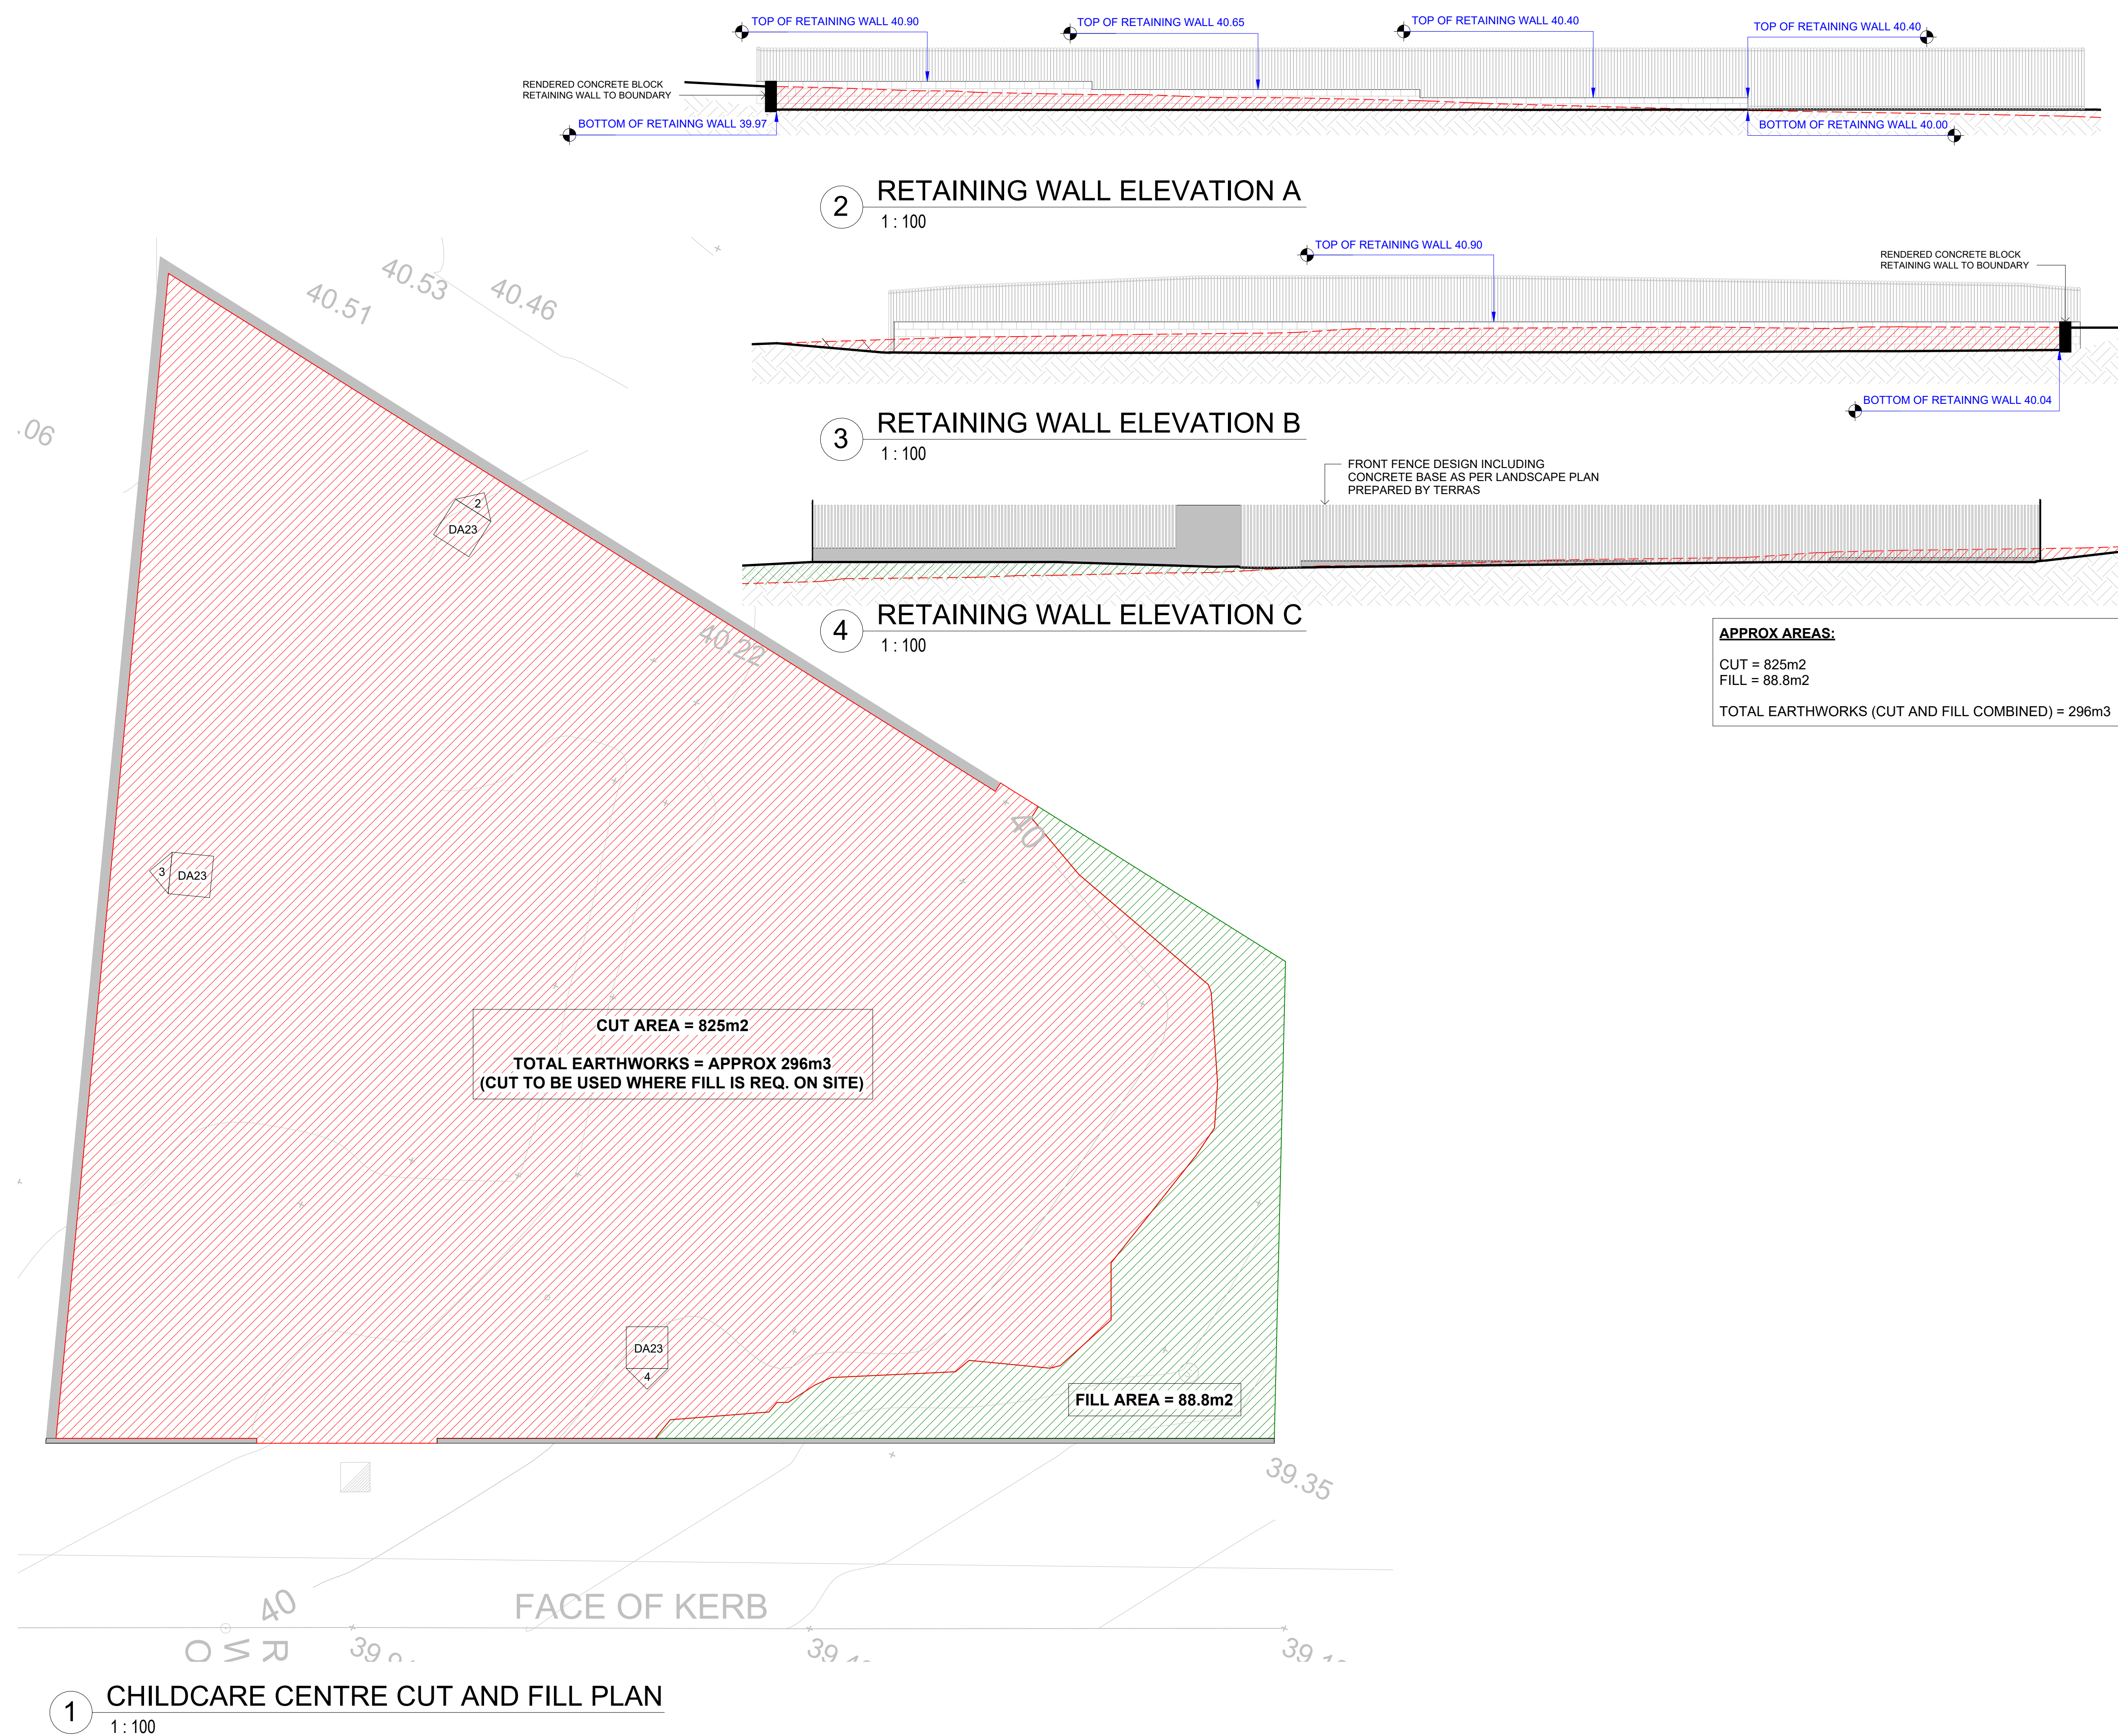 TOP OF RETAINING WALL 40.90
TOP OF RETAINING WALL 40.65
TOP OF RETAINING WALL 40.40
TOP OF RETAINING WALL 40.40
RENDERED CONCRETE BLOCK
RETAINING WALL TO BOUNDARY
BOTTOM OF RETAINNG WALL 39.97
BOTTOM OF RETAINNG WALL 40.00
2
RETAINING WALL ELEVATION A
1 : 100
TOP OF RETAINING WALL 40.90
RENDERED CONCRETE BLOCK
RETAINING WALL TO BOUNDARY
BOTTOM OF RETAINNG WALL 40.04
3
RETAINING WALL ELEVATION B
1 : 100
FRONT FENCE DESIGN INCLUDING
CONCRETE BASE AS PER LANDSCAPE PLAN
PREPARED BY TERRAS
4
RETAINING WALL ELEVATION C
1 : 100
APPROX AREAS:
CUT = 825m2
FILL = 88.8m2
TOTAL EARTHWORKS (CUT AND FILL COMBINED) = 296m3
40.51
40.53
40.46
.06
2
DA23
40.22
40
3
DA23
CUT AREA = 825m2
TOTAL EARTHWORKS = APPROX 296m3
(CUT TO BE USED WHERE FILL IS REQ. ON SITE)
DA23
4
FILL AREA = 88.8m2
39.35
40
FACE OF KERB
1
CHILDCARE CENTRE CUT AND FILL PLAN
1 : 100